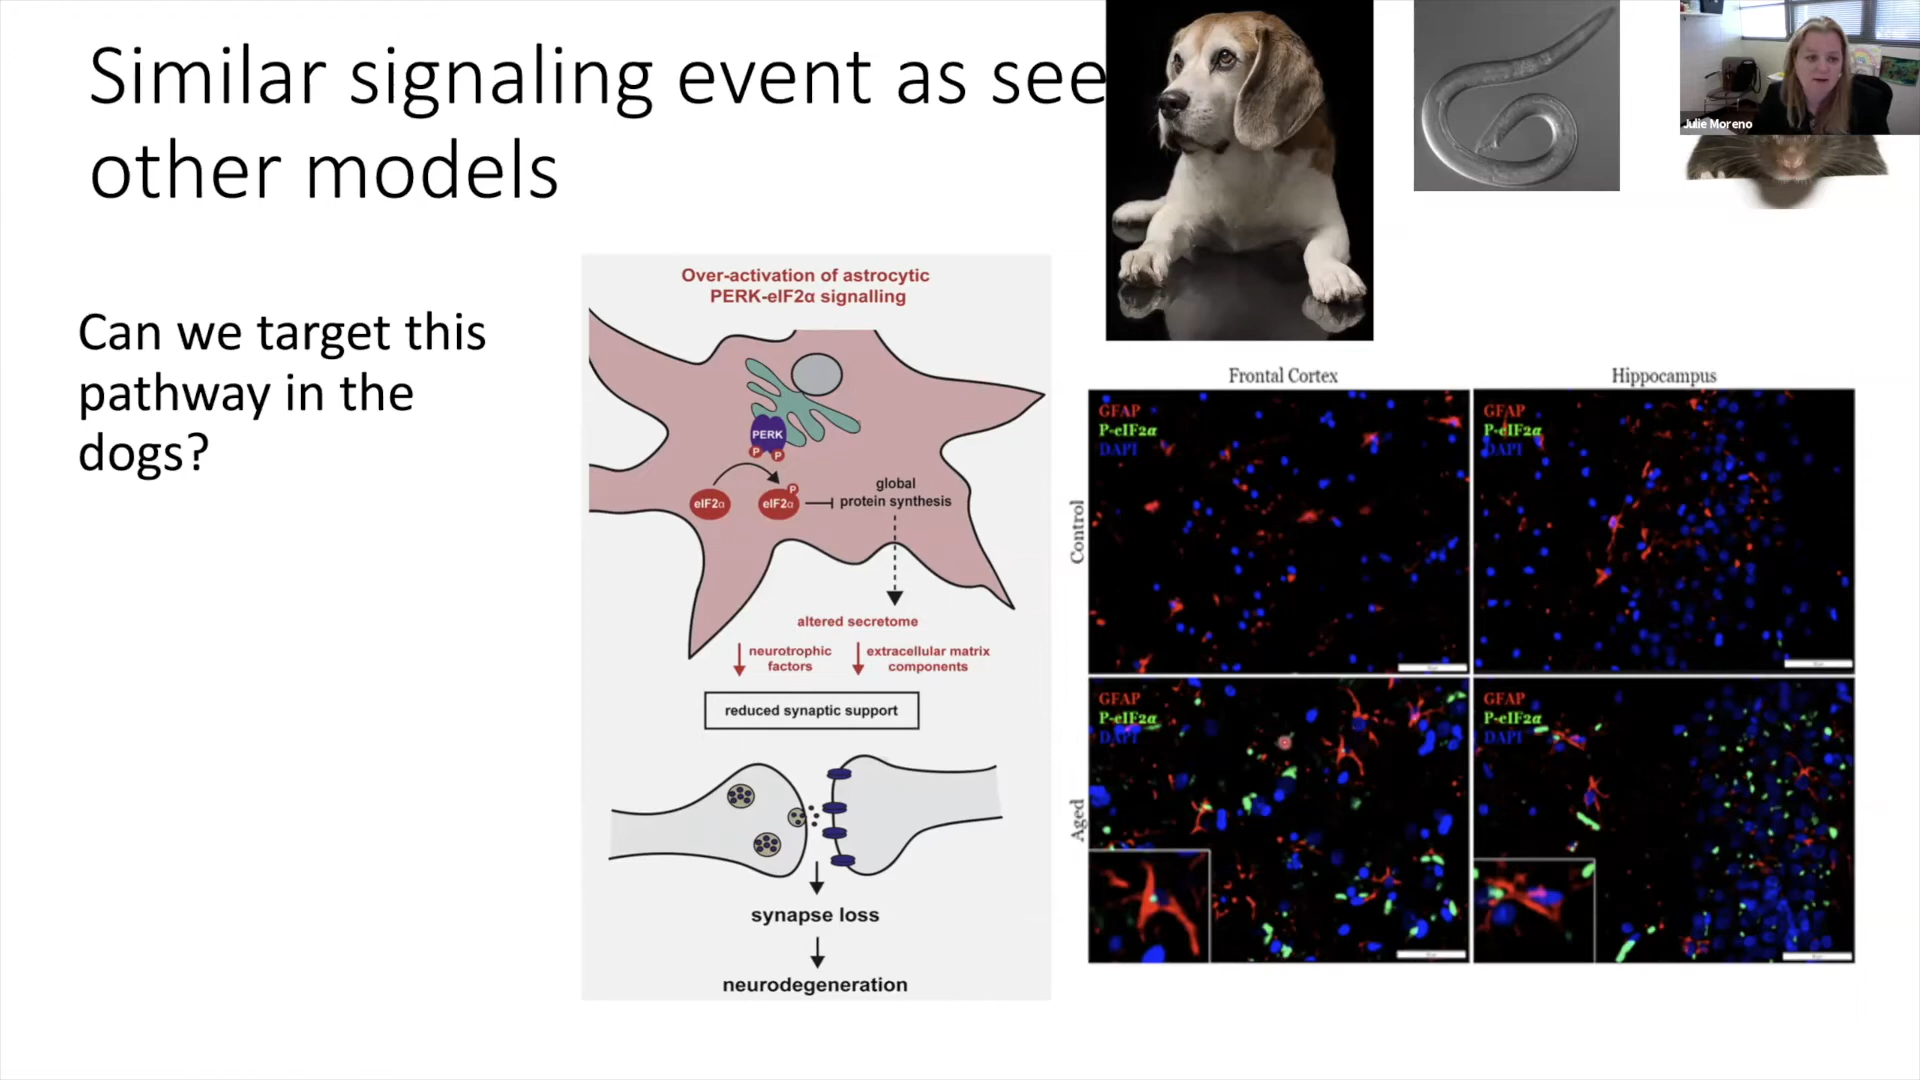 Similar signaling event as see
other models
Julie Moreno
Can we target this
pathway in the
dogs?
Over-activation of astrocytic
PERK-eIF2α signalling
PERK
P P
P
eIF2α eIF2α
global
protein synthesis
altered secretome
neurotrophic
factors
extracellular matrix
components
reduced synaptic support
synapse loss
neurodegeneration
Frontal Cortex Hippocampus
Control
GFAP
P-eIF2α
DAPI
GFAP
P-eIF2α
DAPI
Aged
GFAP
P-eIF2α
DAPI
GFAP
P-eIF2α
DAPI